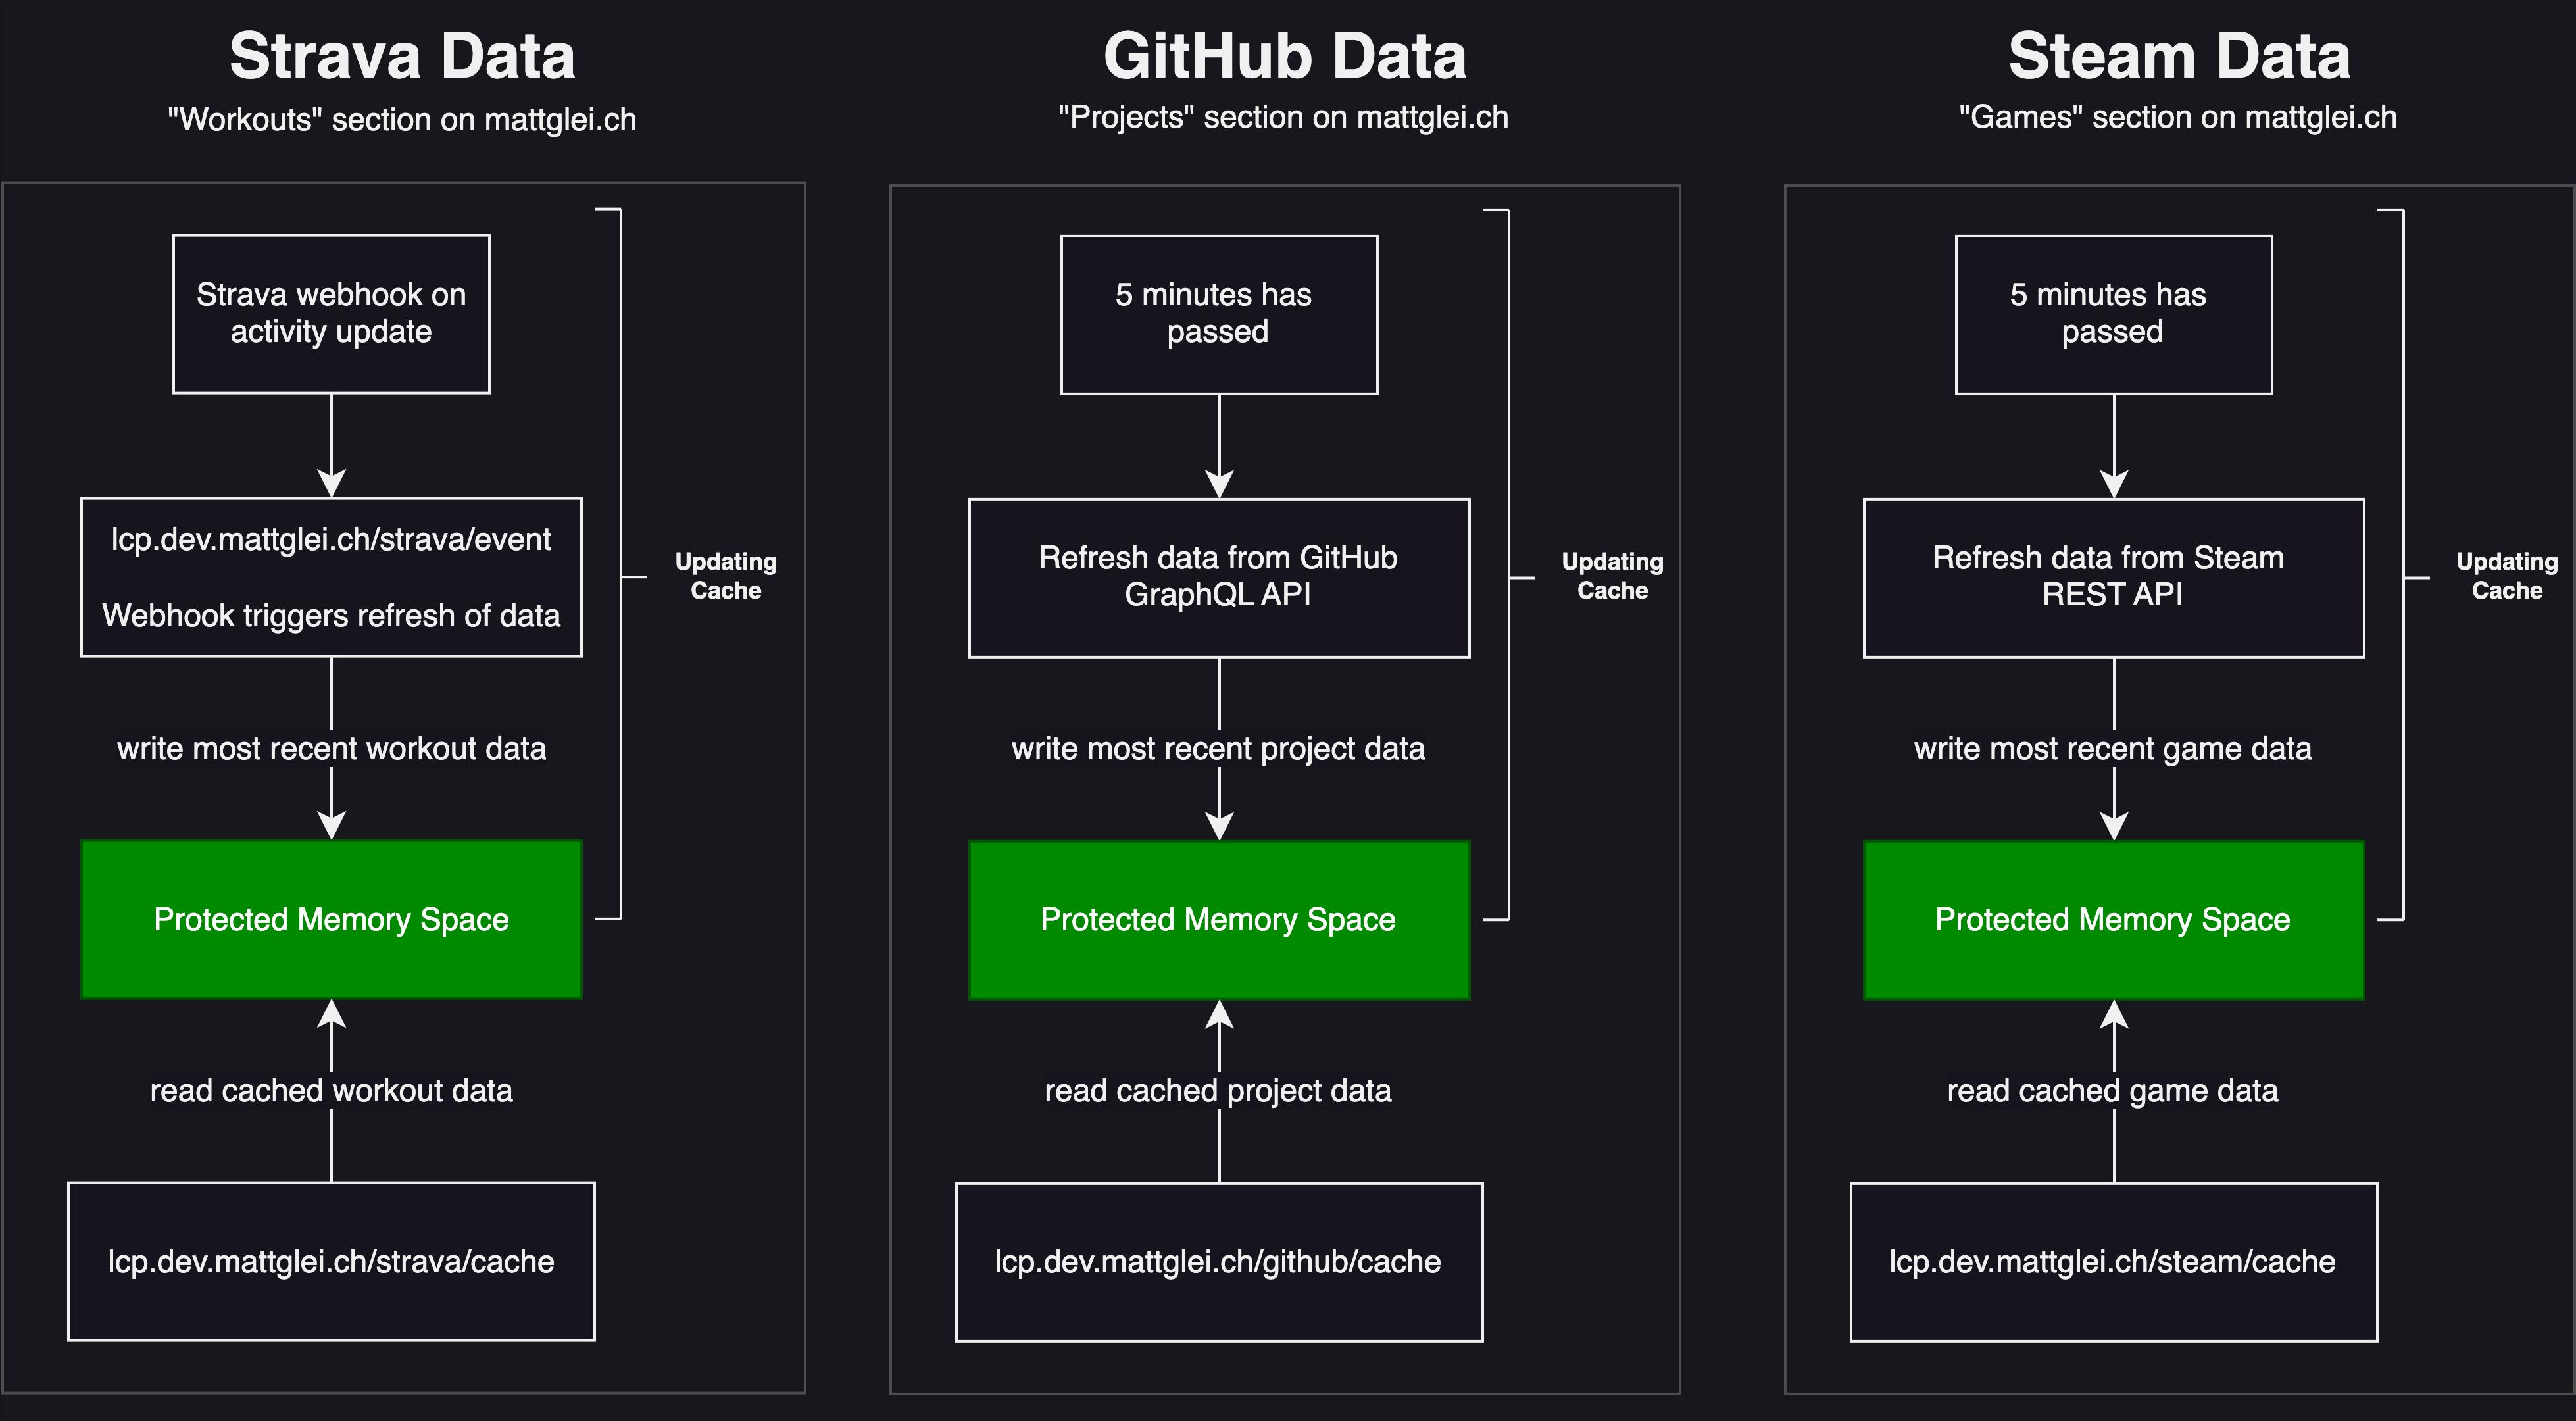 Strava Data
"Workouts" section on mattglei.ch
Strava webhook on
activity update
lcp.dev.mattglei.ch/strava/event
Webhook triggers refresh of data
Updating
Cache
write most recent workout data
Protected Memory Space
read cached workout data
lcp.dev.mattglei.ch/strava/cache
GitHub Data
"Projects" section on mattglei.ch
5 minutes has
passed
Refresh data from GitHub
GraphQL API
Updating
Cache
write most recent project data
Protected Memory Space
read cached project data
lcp.dev.mattglei.ch/github/cache
Steam Data
"Games" section on mattglei.ch
5 minutes has
passed
Refresh data from Steam
REST API
Updating
Cache
write most recent game data
Protected Memory Space
read cached game data
lcp.dev.mattglei.ch/steam/cache